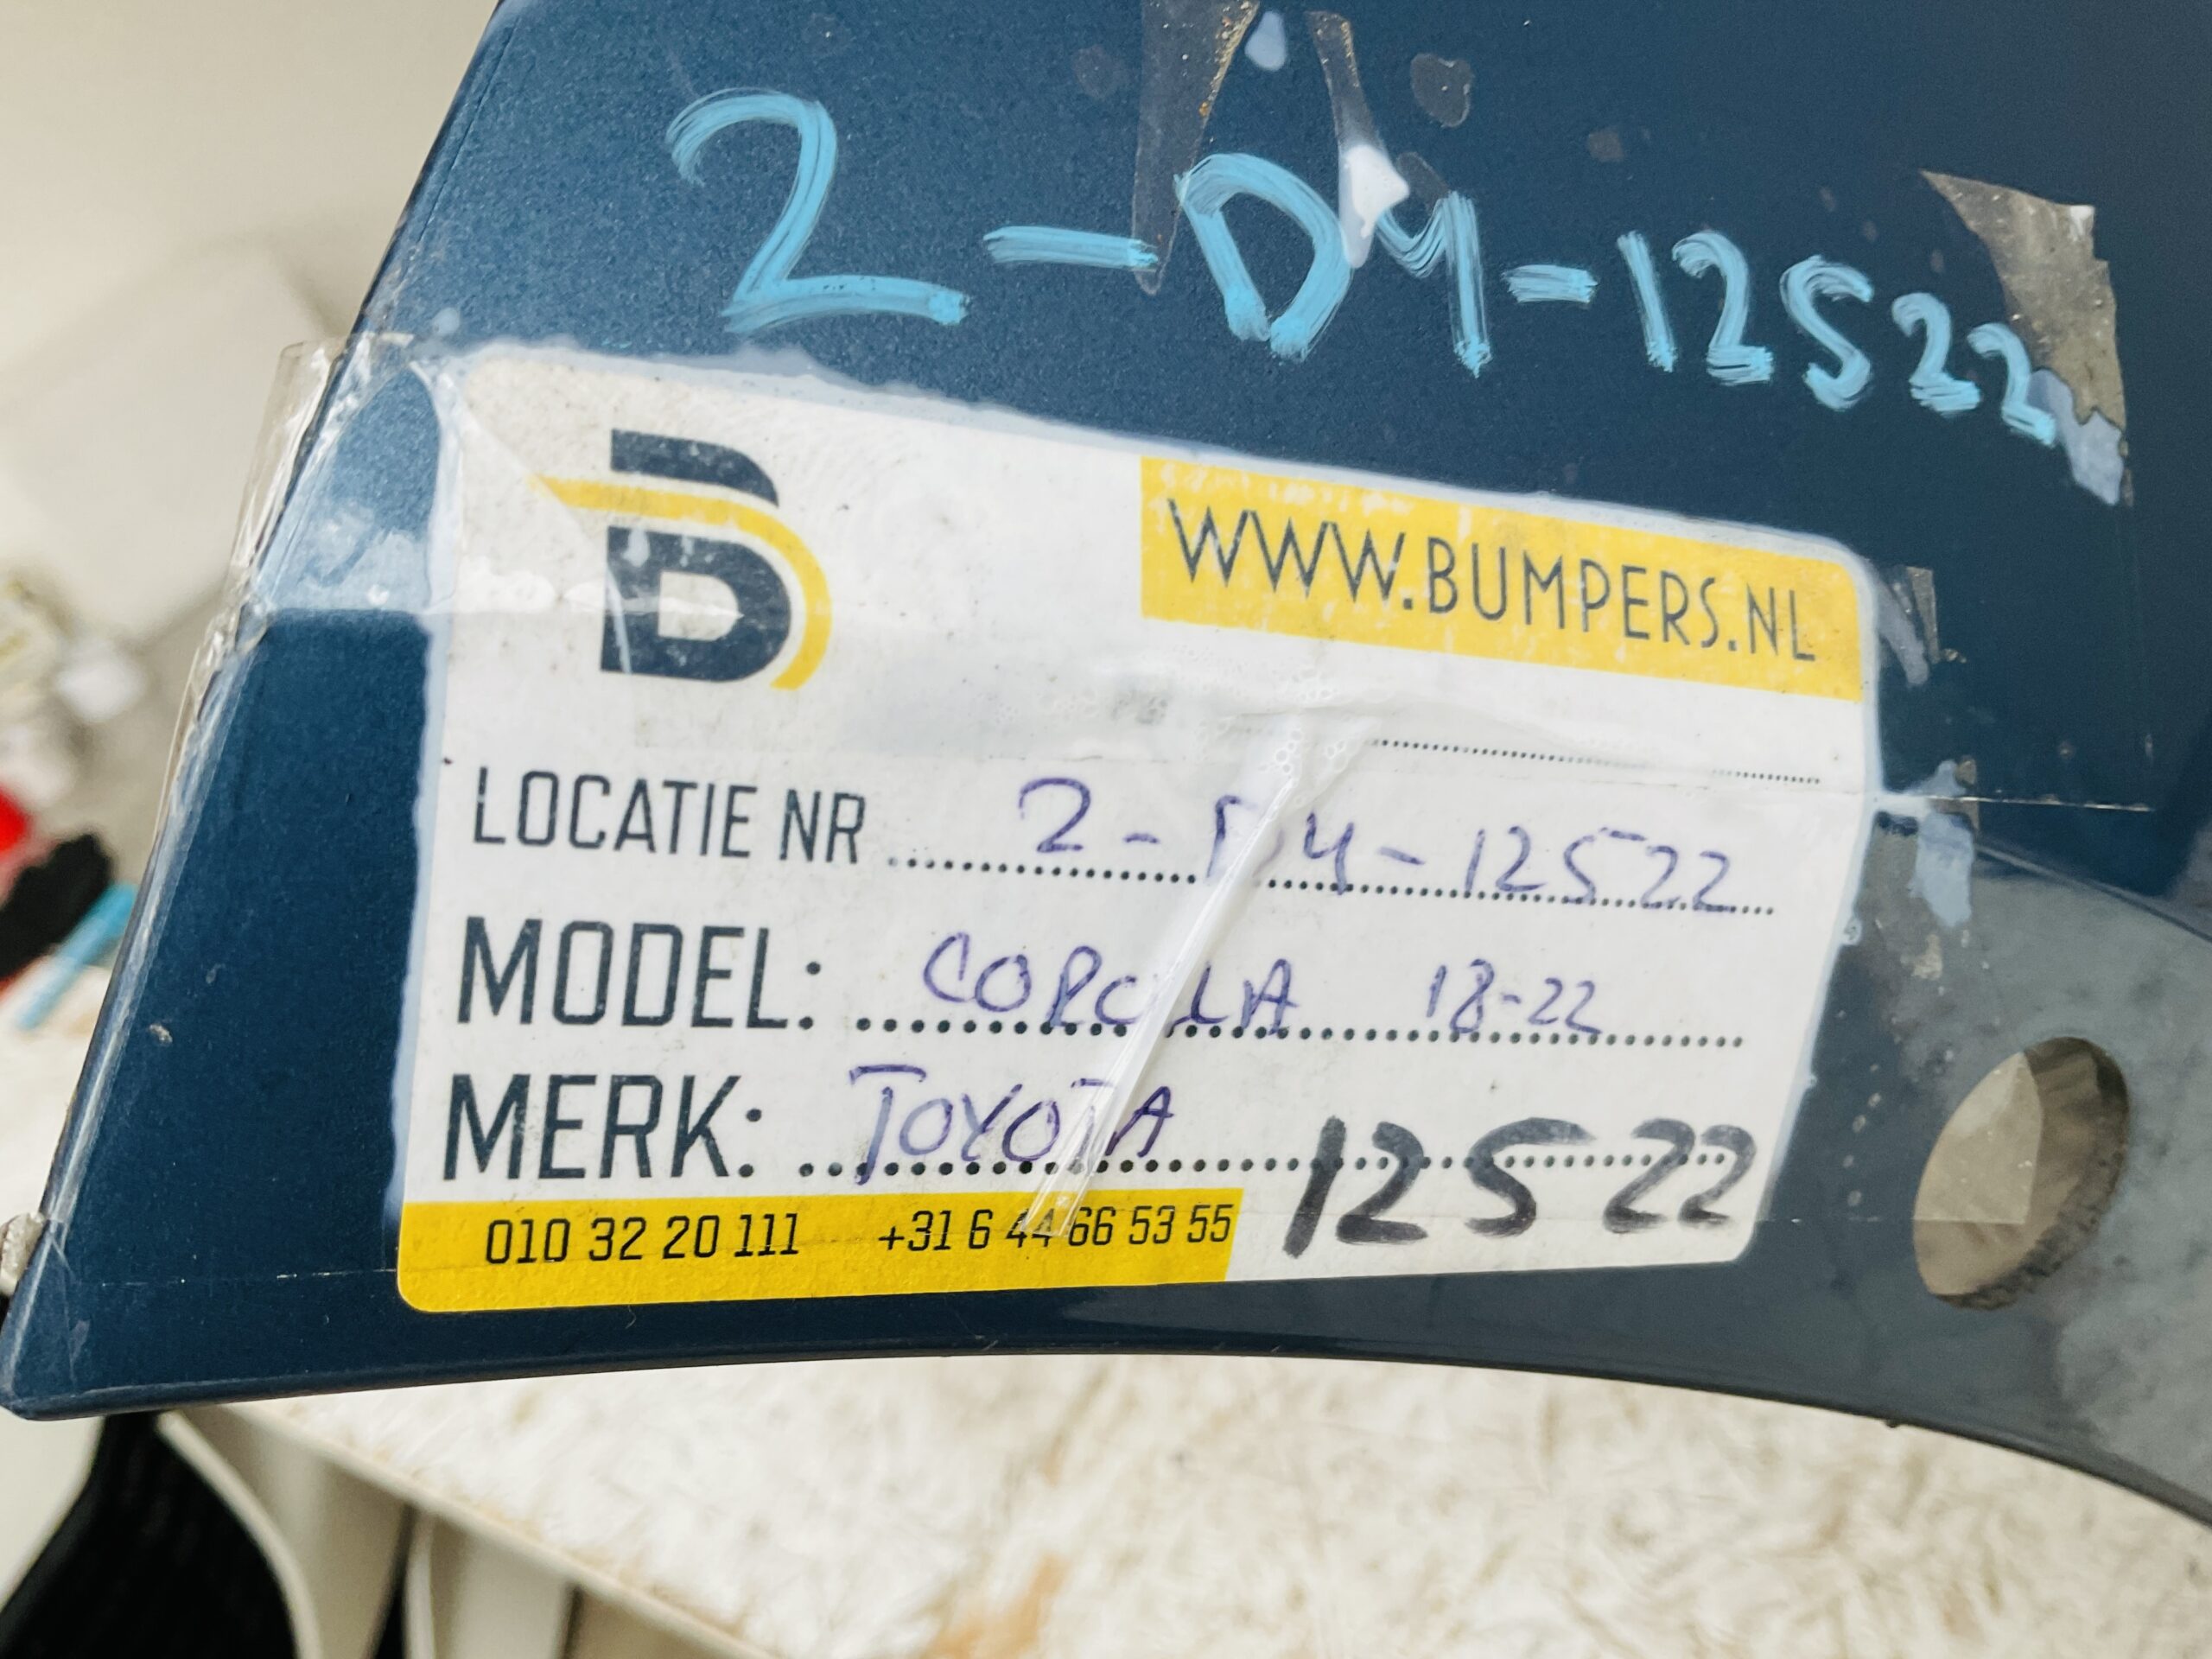 2-D4-12522
B
WWW.BUMPERS.NL
LOCATIE NR 2-D4-12522
MODEL: COROLLA 18-22
MERK: TOYOTA
12522
010 32 20 111 +31 6 44 66 53 55